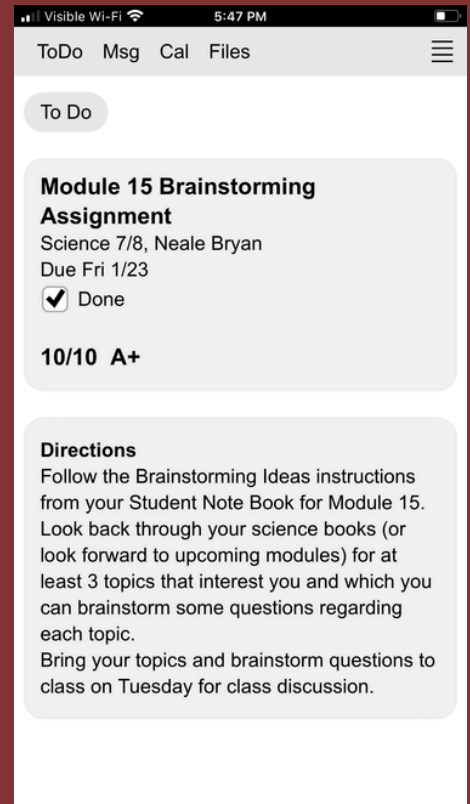 Visible Wi-Fi 5:47 PM
ToDo Msg Cal Files
To Do
Module 15 Brainstorming
Assignment
Science 7/8, Neale Bryan
Due Fri 1/23
Done
10/10 A+
Directions
Follow the Brainstorming Ideas instructions
from your Student Note Book for Module 15.
Look back through your science books (or
look forward to upcoming modules) for at
least 3 topics that interest you and which you
can brainstorm some questions regarding
each topic.
Bring your topics and brainstorm questions to
class on Tuesday for class discussion.